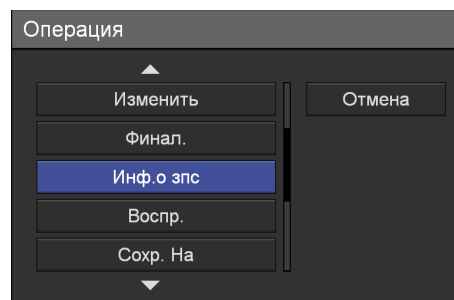 Операция
Изменить
Отмена
Финал.
Инф.о зпс
Воспр.
Сохр. На